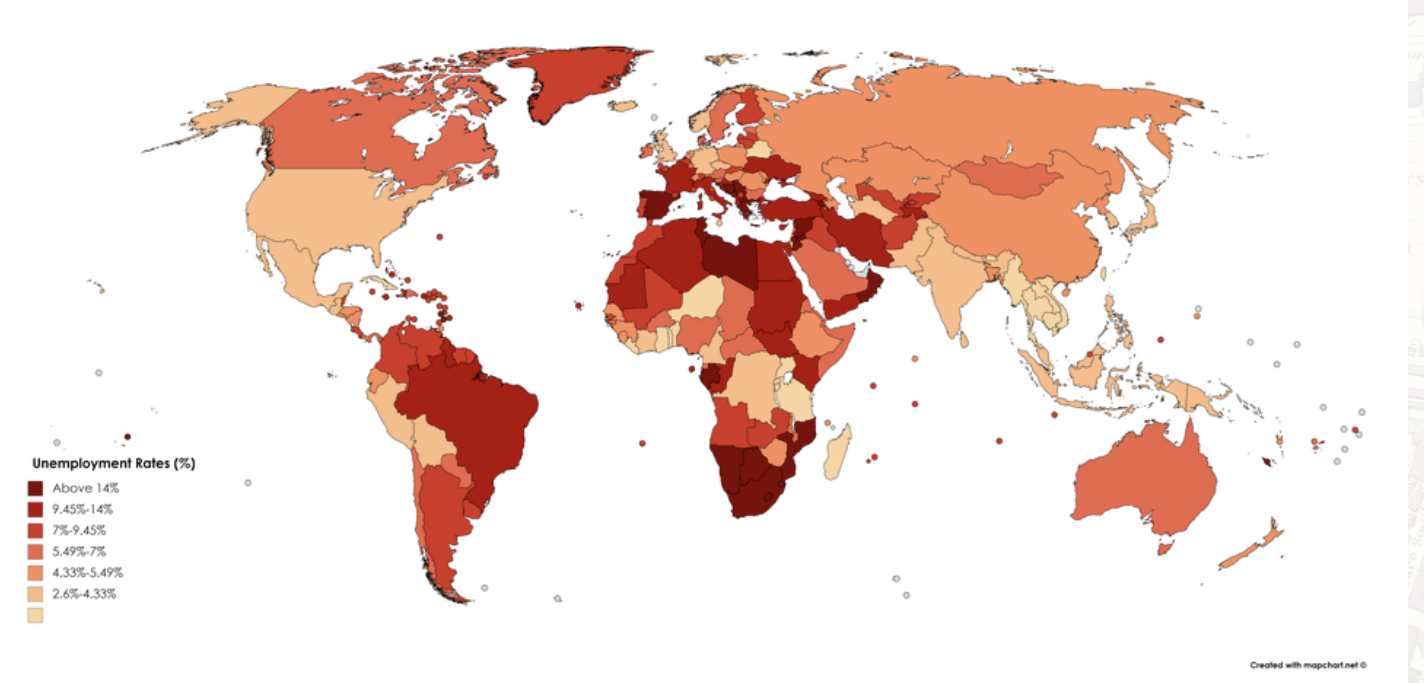 Unemployment Rates (%)
Above 14%
9.45%-14%
7%-9.45%
5.49%-7%
4.33%-5.49%
2.6%-4.33%
Created with mapchart.net ©